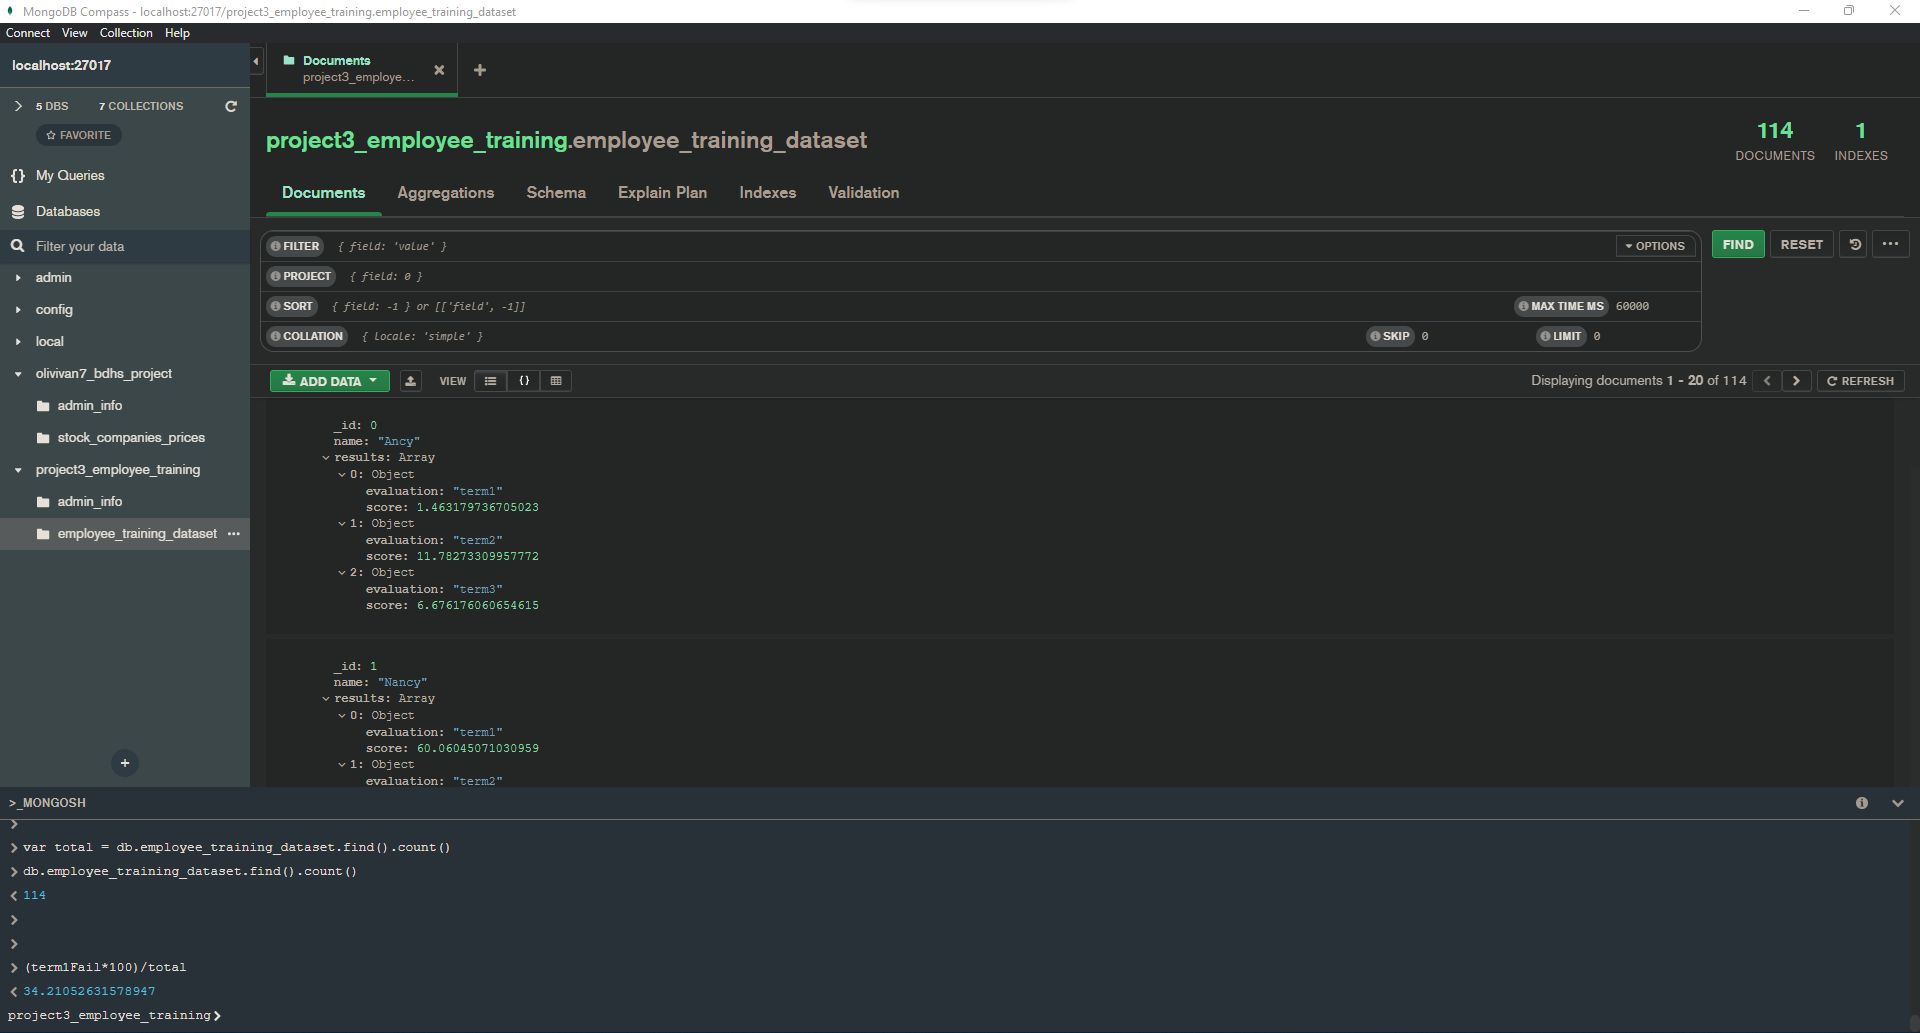 MongoDB Compass - localhost:27017/project3_employee_training.employee_training_dataset
Connect View Collection Help
localhost:27017
5 DBS 7 COLLECTIONS
FAVORITE
{} My Queries
Databases
Filter your data
admin
config
local
olivivan7_bdhs_project
admin_info
stock_companies_prices
project3_employee_training
admin_info
employee_training_dataset ...
Documents
project3_employe...
project3_employee_training.employee_training_dataset
114
DOCUMENTS
1
INDEXES
Documents Aggregations Schema Explain Plan Indexes Validation
FILTER { field: 'value' } OPTIONS FIND RESET ...
PROJECT { field: 0 }
SORT { field: -1 } or [['field', -1]] MAX TIME MS 60000
COLLATION { locale: 'simple' } SKIP 0 LIMIT 0
ADD DATA VIEW {} Displaying documents 1 - 20 of 114 < > REFRESH
_id: 0
name: "Ancy"
results: Array
0: Object
evaluation: "term1"
score: 1.463179736705023
1: Object
evaluation: "term2"
score: 11.78273309957772
2: Object
evaluation: "term3"
score: 6.676176060654615
_id: 1
name: "Nancy"
results: Array
0: Object
evaluation: "term1"
score: 60.06045071030959
1: Object
evaluation: "term2"
>_MONGOSH
>
> var total = db.employee_training_dataset.find().count()
> db.employee_training_dataset.find().count()
< 114
>
>
> (term1Fail*100)/total
< 34.21052631578947
project3_employee_training>